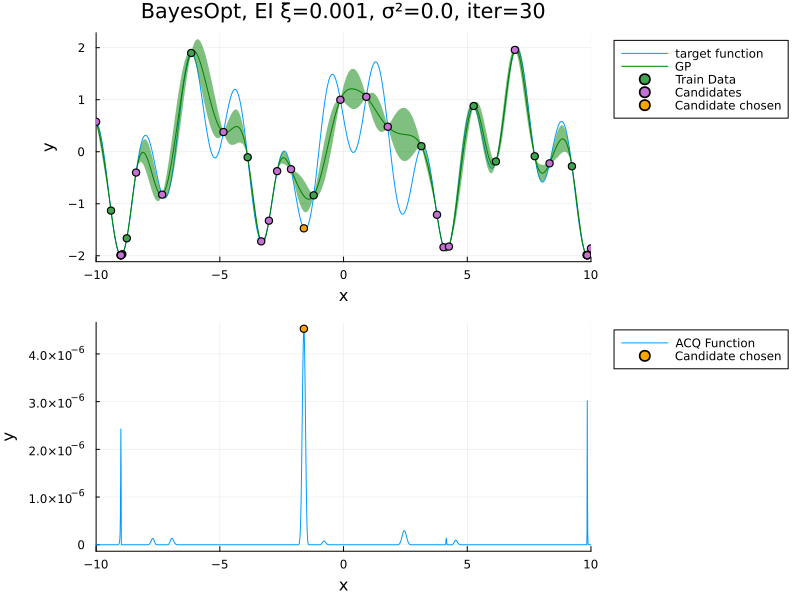 BayesOpt, EI ξ=0.001, σ²=0.0, iter=30
2
1
0
−1
−2
y
−10
−5
0
5
10
x
target function
GP
Train Data
Candidates
Candidate chosen
4.0×10⁻⁶
3.0×10⁻⁶
2.0×10⁻⁶
1.0×10⁻⁶
0
y
−10
−5
0
5
10
x
ACQ Function
Candidate chosen